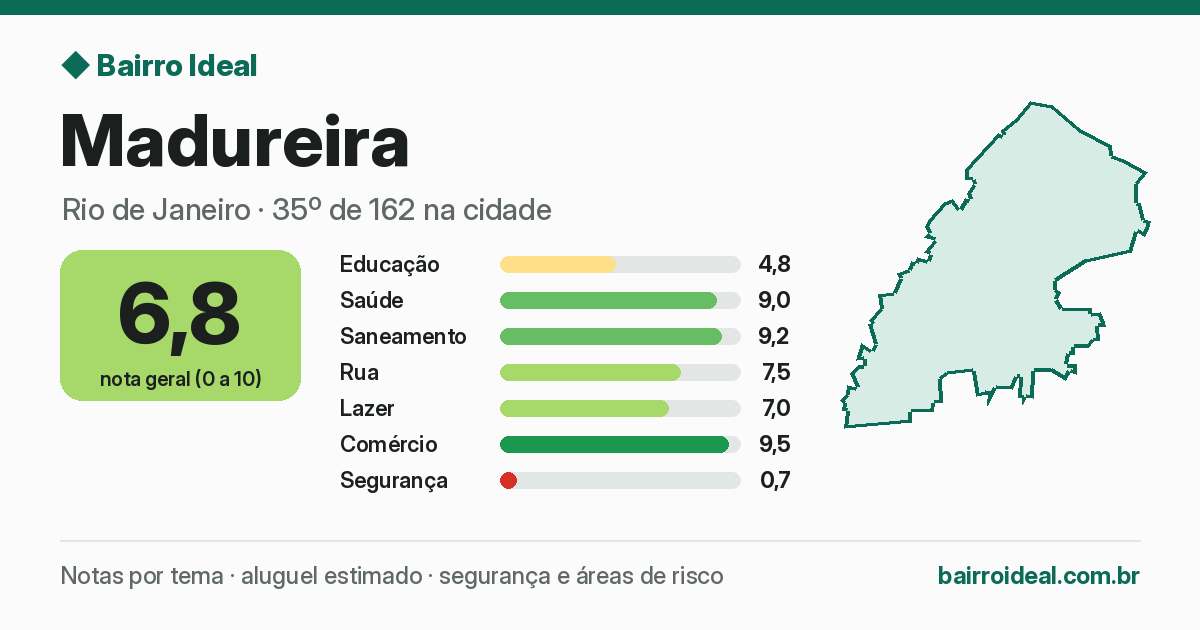 Bairro Ideal
Madureira
Rio de Janeiro · 35º de 162 na cidade
6,8
nota geral (0 a 10)
Educação 4,8
Saúde 9,0
Saneamento 9,2
Rua 7,5
Lazer 7,0
Comércio 9,5
Segurança 0,7
Notas por tema · aluguel estimado · segurança e áreas de risco
bairroideal.com.br